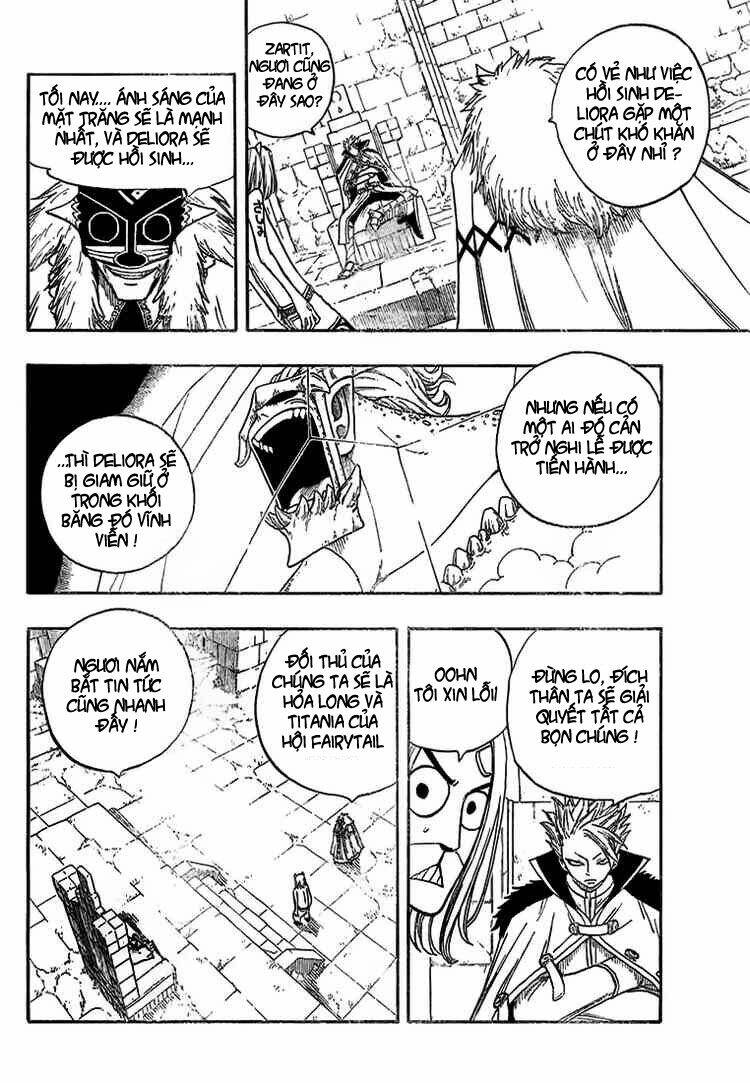 CÓ VẺ NHƯ VIỆC
HỒI SINH DE-
LIORA GẶP MỘT
CHÚT KHÓ KHĂN
Ở ĐÂY NHỈ ?
ZARTIT,
NGƯƠI CŨNG
ĐANG Ở
ĐÂY SAO?
TỐI NAY.... ÁNH SÁNG CỦA
MẶT TRĂNG SẼ LÀ MẠNH
NHẤT, VÀ DELIORA SẼ
ĐƯỢC HỒI SINH...
NHƯNG NẾU CÓ
MỘT AI ĐÓ CẢN
TRỞ NGHI LỄ ĐƯỢC
TIẾN HÀNH...
...THÌ DELIORA SẼ
BỊ GIAM GIỮ Ở
TRONG KHỐI
BĂNG ĐÓ VĨNH
VIỄN !
ĐỪNG LO, ĐÍCH
THÂN TA SẼ GIẢI
QUYẾT TẤT CẢ
BỌN CHÚNG !
OOHN
TÔI XIN LỖI!
ĐỐI THỦ CỦA
CHÚNG TA SẼ LÀ
HỎA LONG VÀ
TITANIA CỦA
HỘI FAIRYTAIL
NGƯƠI NẮM
BẮT TIN TỨC
CŨNG NHANH
ĐẤY !